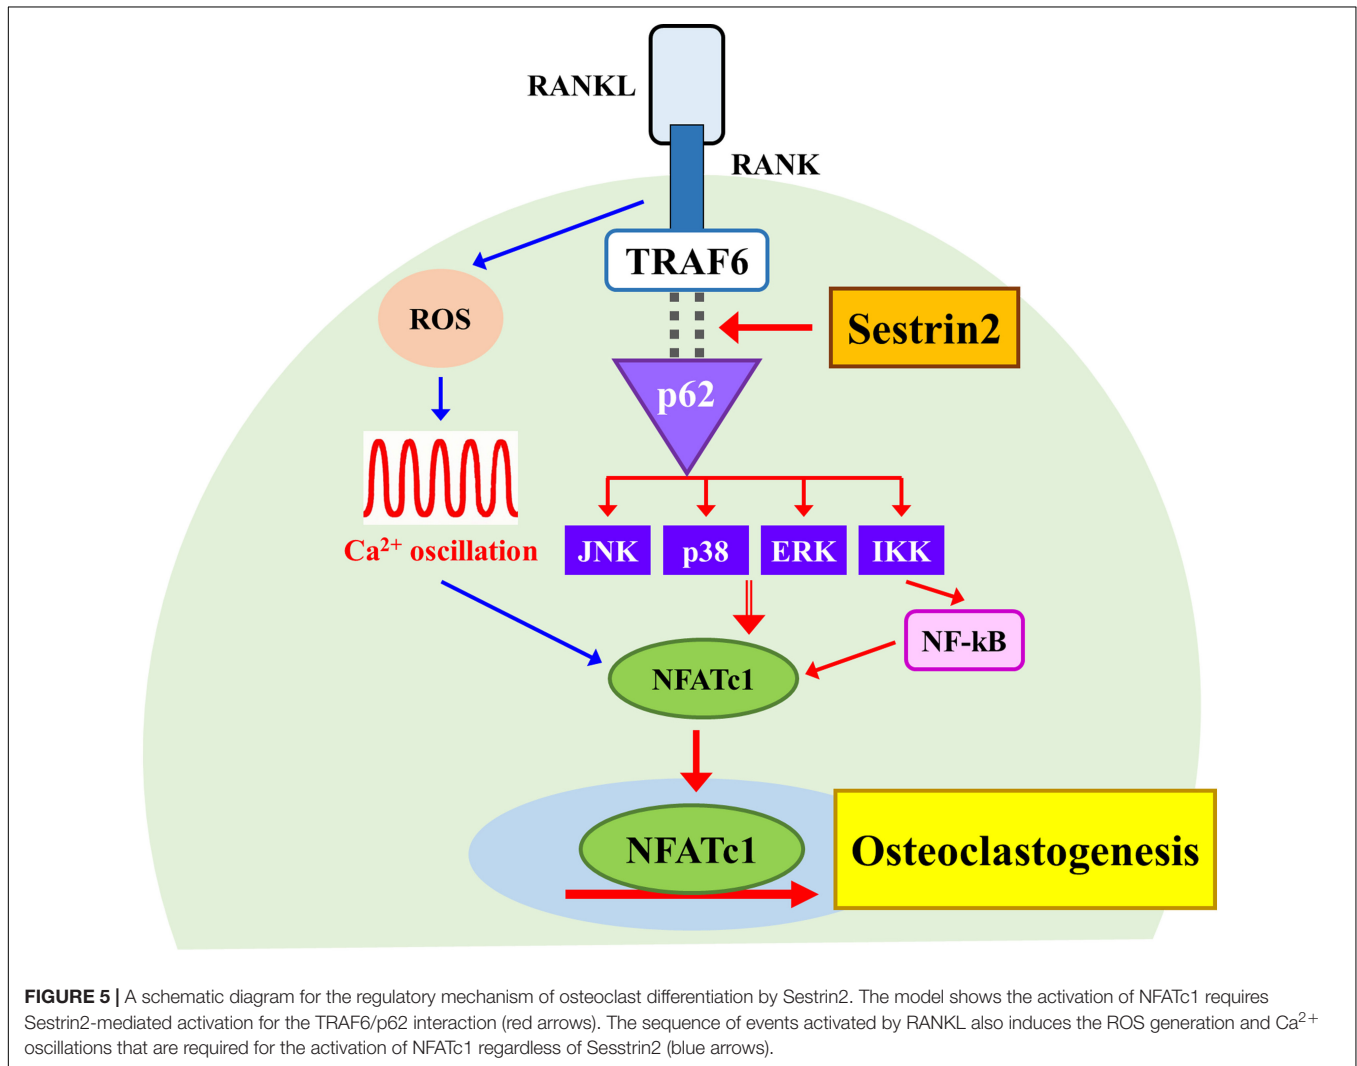 RANKL
RANK
TRAF6
ROS
Sestrin2
p62
Ca²⁺ oscillation
JNK
p38
ERK
IKK
NF-kB
NFATc1
NFATc1
Osteoclastogenesis
FIGURE 5 | A schematic diagram for the regulatory mechanism of osteoclast differentiation by Sestrin2. The model shows the activation of NFATc1 requires
Sestrin2-mediated activation for the TRAF6/p62 interaction (red arrows). The sequence of events activated by RANKL also induces the ROS generation and Ca²⁺
oscillations that are required for the activation of NFATc1 regardless of Sesstrin2 (blue arrows).